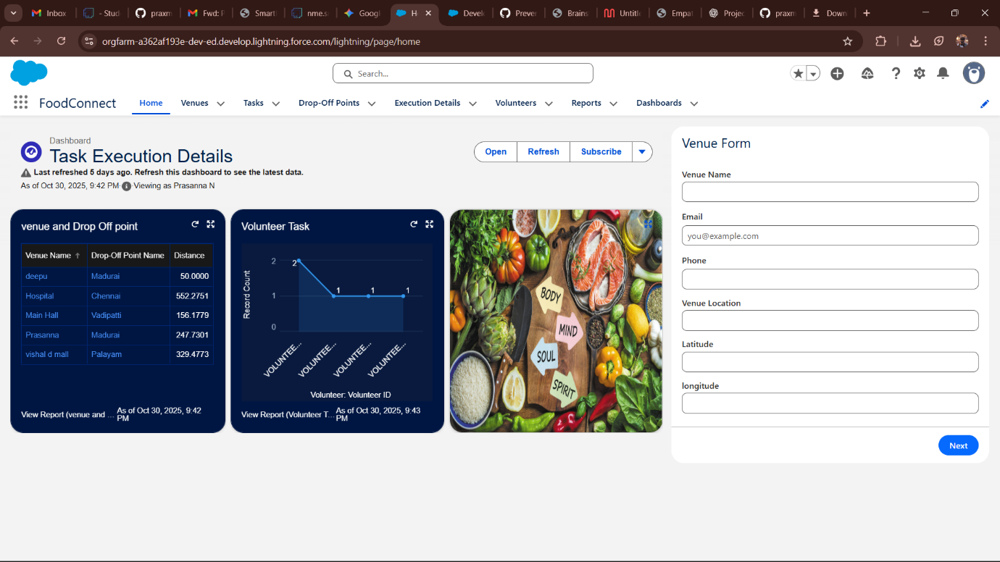 Inbox
- Stud
praxm
Fwd: P
Smart
nme.s
Googl
H
Develo
praxm
Preve
Brains
Untitle
Empat
Projec
praxm
Down
orgfarm-a362af193e-dev-ed.develop.lightning.force.com/lightning/page/home
Search...
FoodConnect
Home
Venues
Tasks
Drop-Off Points
Execution Details
Volunteers
Reports
Dashboards
Dashboard
Task Execution Details
Last refreshed 5 days ago. Refresh this dashboard to see the latest data.
As of Oct 30, 2025, 9:42 PM·Viewing as Prasanna N
Open
Refresh
Subscribe
venue and Drop Off point
Venue Name ↑ Drop-Off Point Name Distance
deepu Madurai 50.0000
Hospital Chennai 552.2751
Main Hall Vadipatti 156.1779
Prasanna Madurai 247.7301
vishal d mall Palayam 329.4773
View Report (venue and ...
As of Oct 30, 2025, 9:42
PM
Volunteer Task
Record Count
2
1
0
2
1
1
1
VOLUNTEE...
VOLUNTEE...
VOLUNTEE...
VOLUNTEE...
Volunteer: Volunteer ID
View Report (Volunteer T...
As of Oct 30, 2025, 9:43
PM
BODY
MIND
SOUL
SPIRIT
Venue Form
Venue Name
Email
you@example.com
Phone
Venue Location
Latitude
longitude
Next